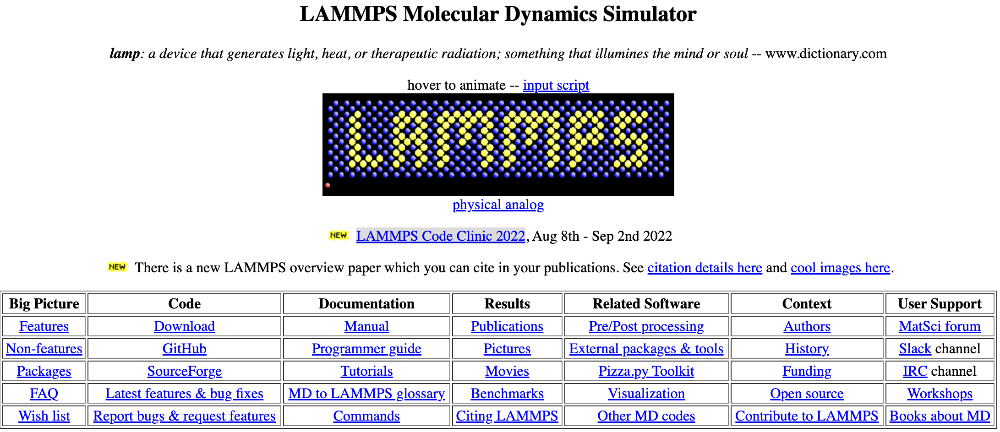 LAMMPS Molecular Dynamics Simulator
lamp: a device that generates light, heat, or therapeutic radiation; something that illumines the mind or soul -- www.dictionary.com
hover to animate -- input script
LAMMPS
physical analog
NEW LAMMPS Code Clinic 2022, Aug 8th - Sep 2nd 2022
NEW There is a new LAMMPS overview paper which you can cite in your publications. See citation details here and cool images here.
Big Picture Code Documentation Results Related Software Context User Support
Features Download Manual Publications Pre/Post processing Authors MatSci forum
Non-features GitHub Programmer guide Pictures External packages & tools History Slack channel
Packages SourceForge Tutorials Movies Pizza.py Toolkit Funding IRC channel
FAQ Latest features & bug fixes MD to LAMMPS glossary Benchmarks Visualization Open source Workshops
Wish list Report bugs & request features Commands Citing LAMMPS Other MD codes Contribute to LAMMPS Books about MD